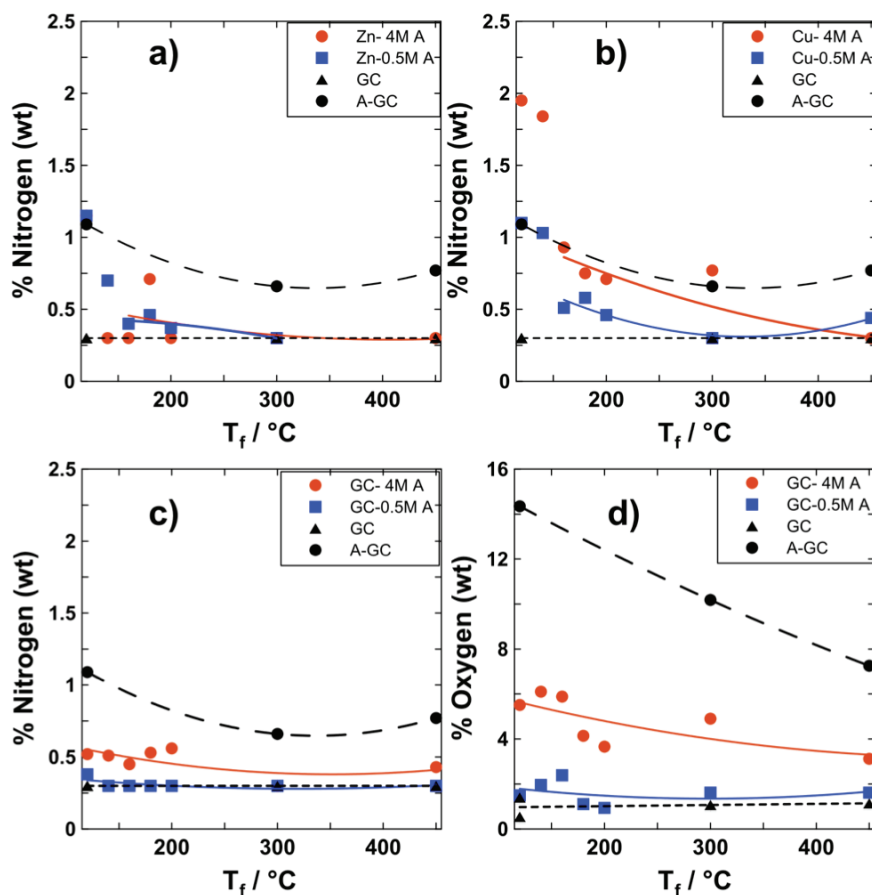 a)
Zn- 4M A
Zn-0.5M A
GC
A-GC
2.5
2
1.5
1
0.5
0
% Nitrogen (wt)
200
300
400
T_f / °C
b)
Cu- 4M A
Cu-0.5M A
GC
A-GC
2.5
2
1.5
1
0.5
0
% Nitrogen (wt)
200
300
400
T_f / °C
c)
GC- 4M A
GC-0.5M A
GC
A-GC
2.5
2
1.5
1
0.5
0
% Nitrogen (wt)
200
300
400
T_f / °C
d)
GC- 4M A
GC-0.5M A
GC
A-GC
16
12
8
4
0
% Oxygen (wt)
200
300
400
T_f / °C